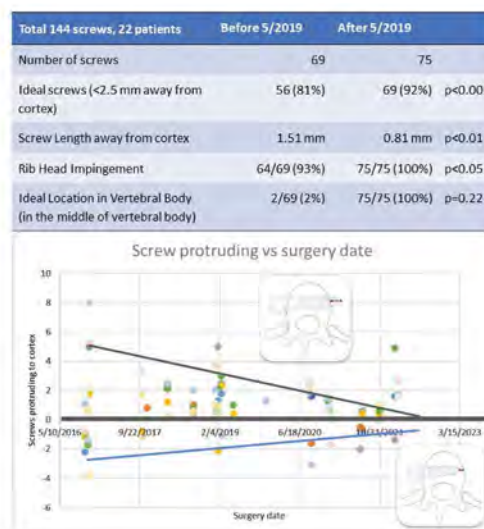 Total 144 screws, 22 patients Before 5/2019 After 5/2019
Number of screws 69 75
Ideal screws (<2.5 mm away from cortex) 56 (81%) 69 (92%) p<0.00
Screw Length away from cortex 1.51 mm 0.81 mm p<0.01
Rib Head Impingement 64/69 (93%) 75/75 (100%) p<0.05
Ideal Location in Vertebral Body (in the middle of vertebral body) 2/69 (2%) 75/75 (100%) p=0.22
Screw protruding vs surgery date
Screws protruding to cortex
10
8
6
4
2
0
-2
-4
-6
5/10/2016 9/22/2017 2/4/2019 6/18/2020 10/31/2021 3/15/2023
Surgery date